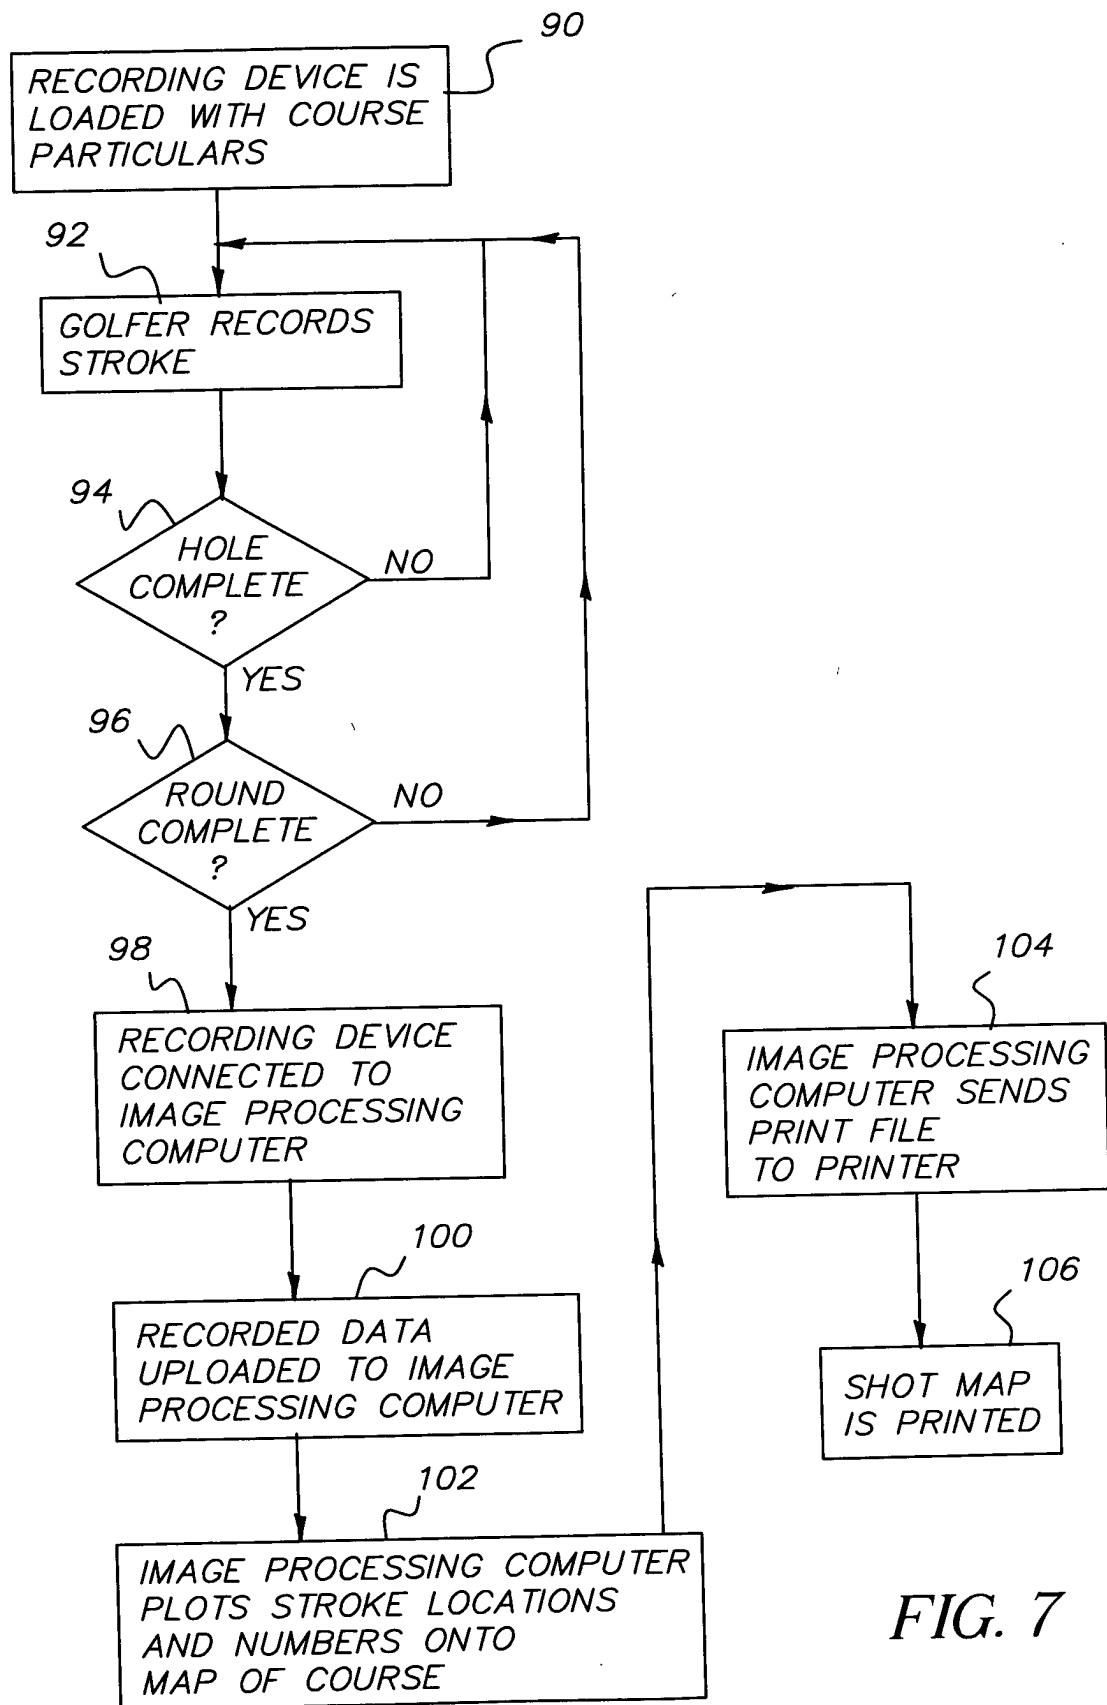 90
RECORDING DEVICE IS
LOADED WITH COURSE
PARTICULARS
92
GOLFER RECORDS
STROKE
94
HOLE
COMPLETE
?
NO
YES
96
ROUND
COMPLETE
?
NO
YES
98
RECORDING DEVICE
CONNECTED TO
IMAGE PROCESSING
COMPUTER
100
RECORDED DATA
UPLOADED TO IMAGE
PROCESSING COMPUTER
102
IMAGE PROCESSING COMPUTER
PLOTS STROKE LOCATIONS
AND NUMBERS ONTO
MAP OF COURSE
104
IMAGE PROCESSING
COMPUTER SENDS
PRINT FILE
TO PRINTER
106
SHOT MAP
IS PRINTED
FIG. 7